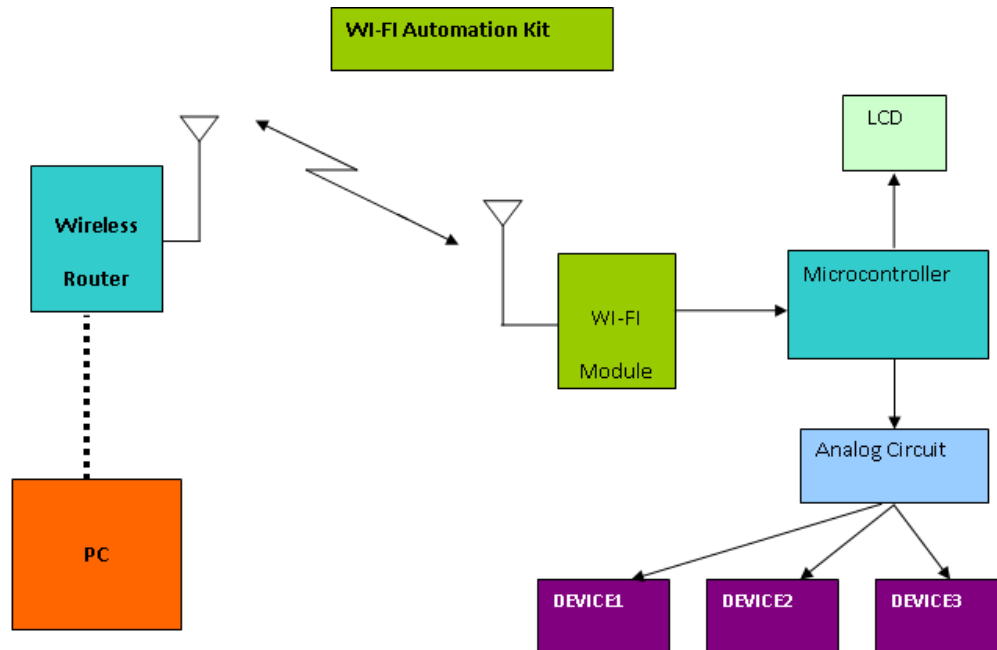 WI-FI Automation Kit
LCD
Wireless
Router
Microcontroller
WI-FI
Module
Analog Circuit
PC
DEVICE1
DEVICE2
DEVICE3